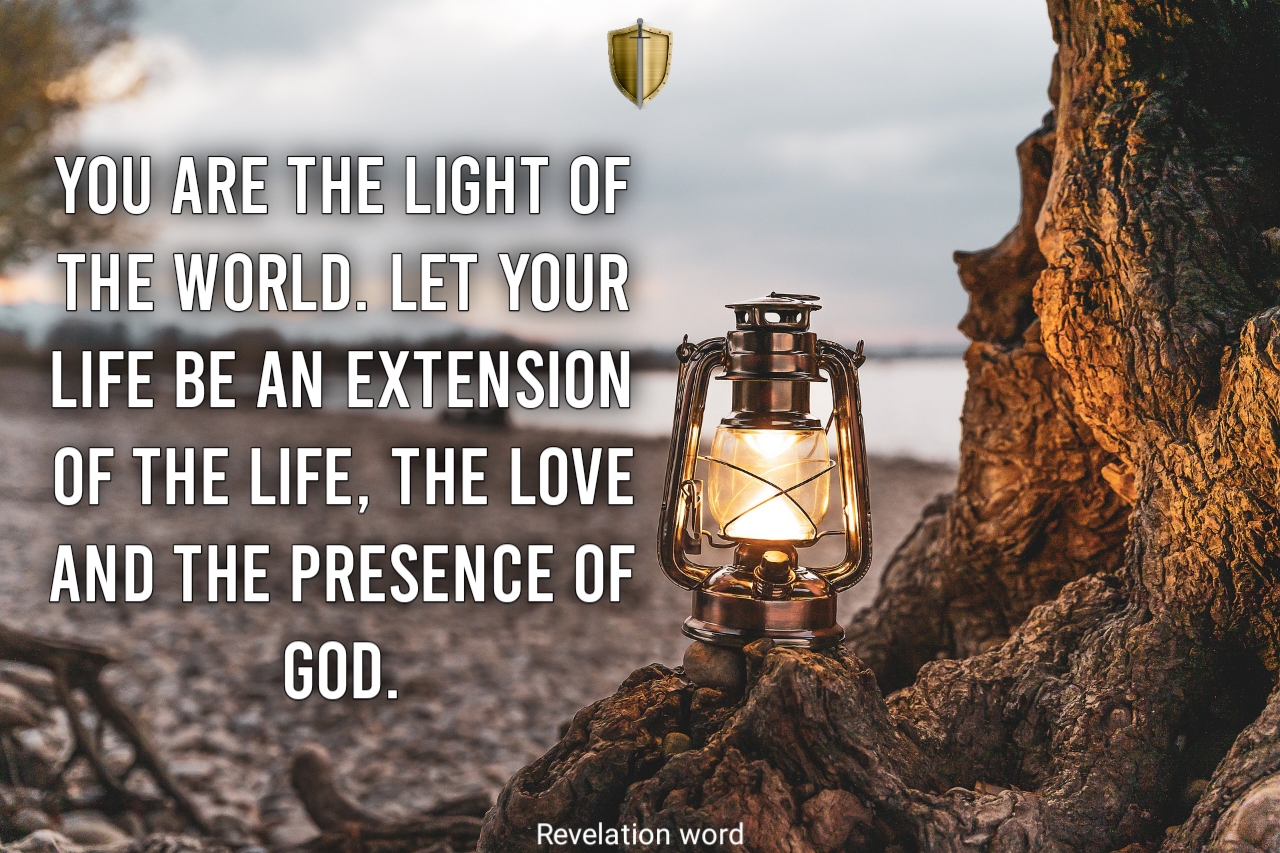 YOU ARE THE LIGHT OF
THE WORLD. LET YOUR
LIFE BE AN EXTENSION
OF THE LIFE, THE LOVE
AND THE PRESENCE OF
GOD.
Revelation word